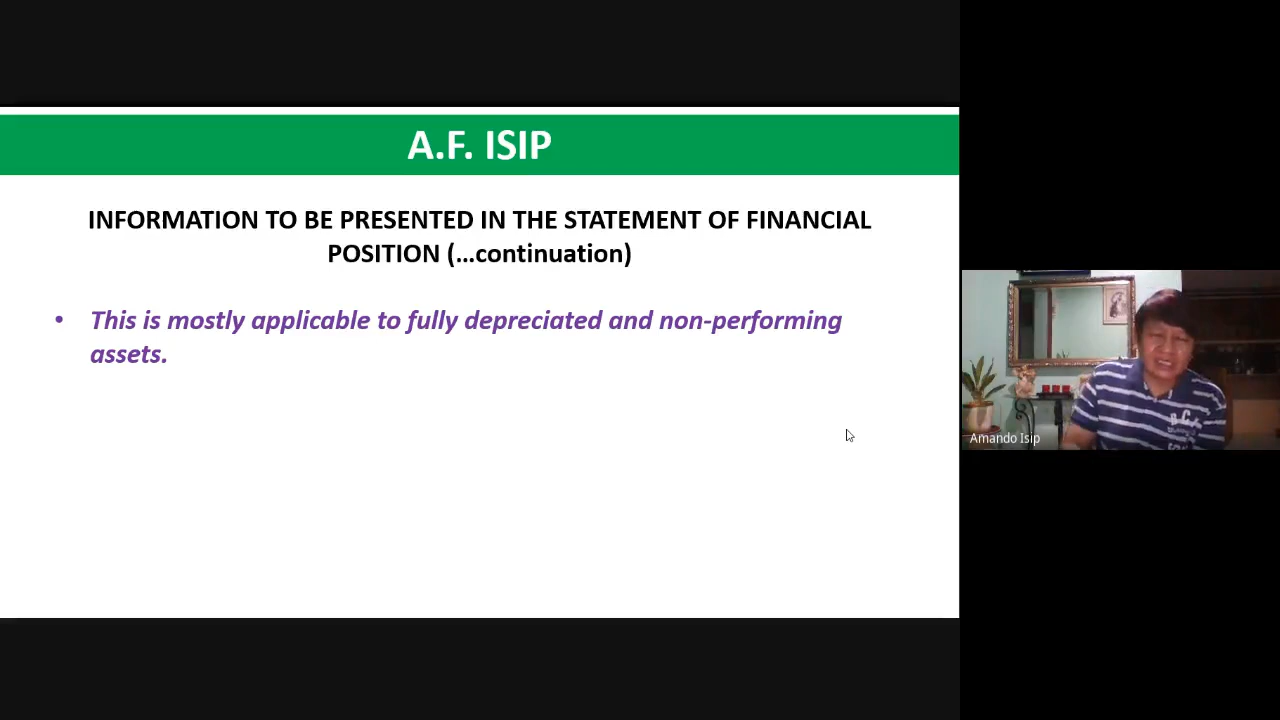 A.F. ISIP
INFORMATION TO BE PRESENTED IN THE STATEMENT OF FINANCIAL
POSITION (...continuation)
• This is mostly applicable to fully depreciated and non-performing
assets.
Amando Isip